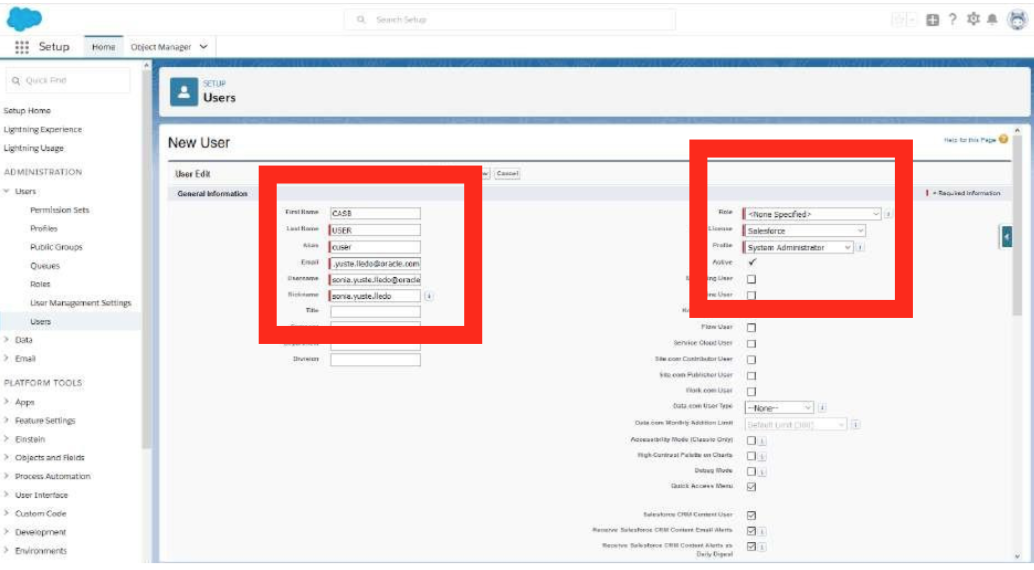 Search Setup
Setup
Home
Object Manager
Quick Find
Setup Home
Lightning Experience
Lightning Usage
ADMINISTRATION
Users
Permission Sets
Profiles
Public Groups
Queues
Roles
User Management Settings
Users
Data
Email
PLATFORM TOOLS
Apps
Feature Settings
Einstein
Objects and Fields
Process Automation
User Interface
Custom Code
Development
Environments
SETUP
Users
New User
Help for this Page
User Edit
Cancel
General Information
= Required Information
First Name CASB
Last Name USER
Alias cuser
Email .yuste.lledo@oracle.com
Username sonia.yuste.lledo@oracle
Nickname sonia.yuste.lledo
Title
Division
Role <None Specified>
License Salesforce
Profile System Administrator
Active
User
User
Flow User
Service Cloud User
Site.com Contributor User
Site.com Publisher User
Work.com User
Data.com User Type --None--
Data.com Monthly Addition Limit Default Limit (300)
Accessibility Mode (Classic Only)
High-Contrast Palette on Charts
Debug Mode
Quick Access Menu
Salesforce CRM Content User
Receive Salesforce CRM Content Email Alerts
Receive Salesforce CRM Content Alerts as
Daily Digest